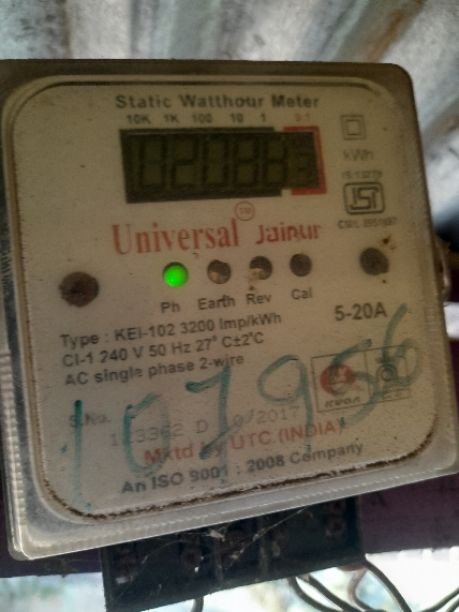 Static Watthour Meter
10K 1K 100 10 1 0.1
kWh
Universal TM Jaipur
Ph Earth Rev Cal
5-20A
Type : KEI-102 3200 Imp/kWh
Cl-1 240 V 50 Hz 27° C±2°C
AC single phase 2-wire
S.No.
107956
Mktd by UTC.(INDIA)
An ISO 9001 : 2008 Company